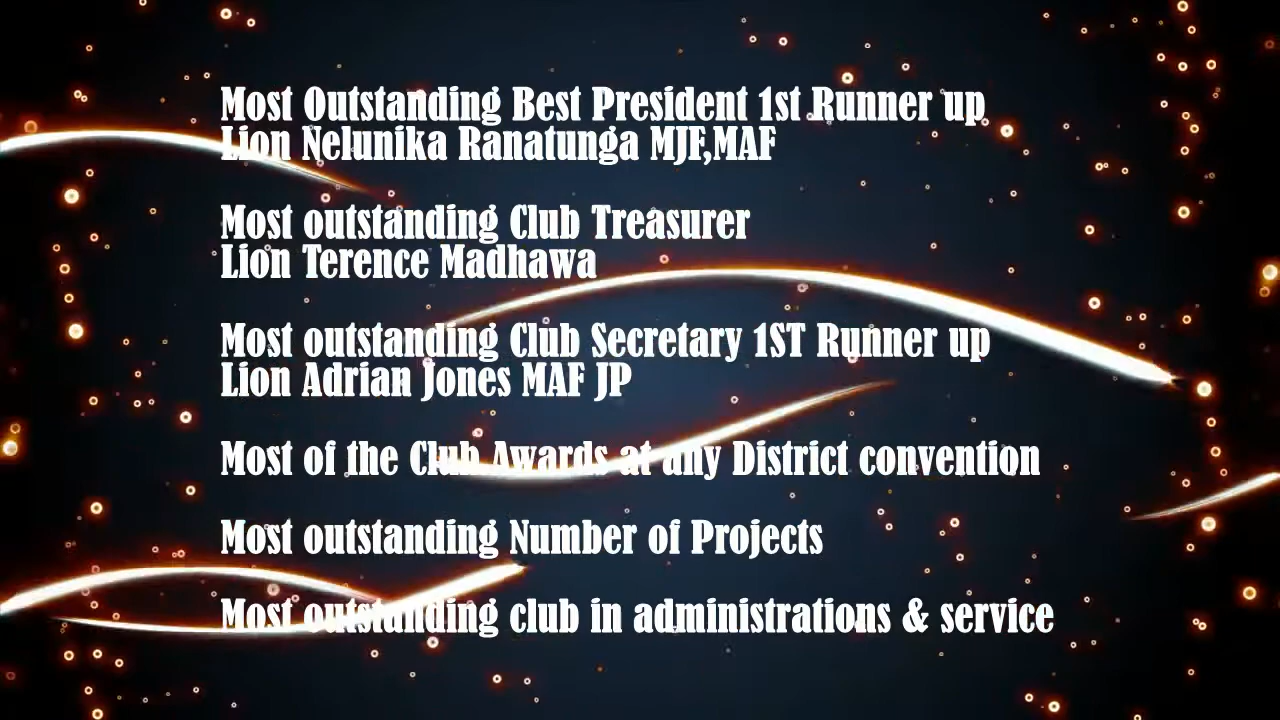 Most Outstanding Best President 1st Runner up
Lion Nelunika Ranatunga MJF,MAF
Most outstanding Club Treasurer
Lion Terence Madhawa
Most outstanding Club Secretary 1ST Runner up
Lion Adrian Jones MAF JP
Most of the Club Awards at any District convention
Most outstanding Number of Projects
Most outstanding club in administrations & service